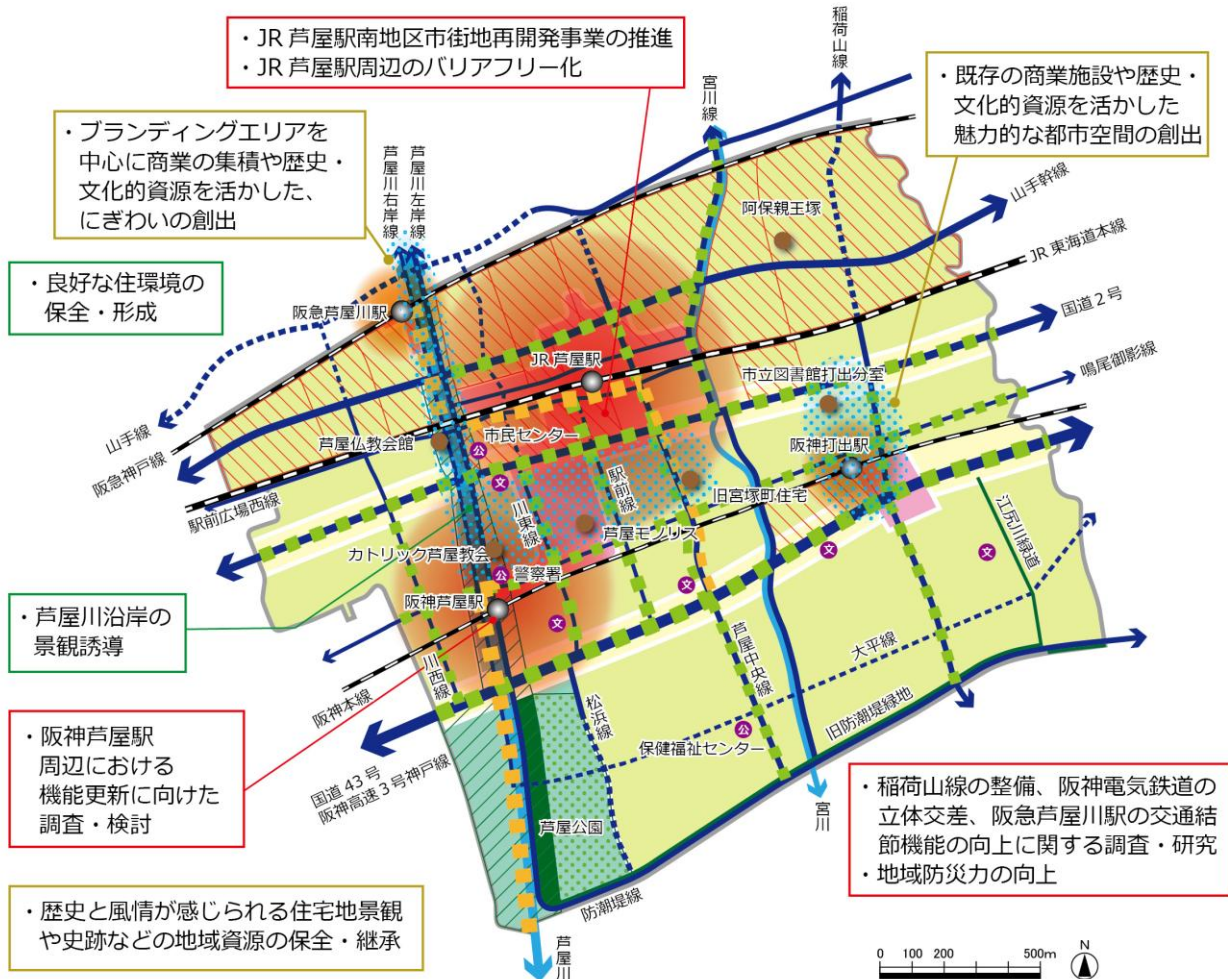 ・JR 芦屋駅南地区市街地再開発事業の推進
・JR 芦屋駅周辺のバリアフリー化
稲荷山線
宮川線
・既存の商業施設や歴史・
文化的資源を活かした
魅力的な都市空間の創出
・ブランディングエリアを
中心に商業の集積や歴史・
文化的資源を活かした、
にぎわいの創出
芦屋川右岸線
芦屋川左岸線
山手幹線
阿保親王塚
JR 東海道本線
・良好な住環境の
保全・形成
阪急芦屋川駅
国道2号
JR 芦屋駅
市立図書館打出分室
鳴尾御影線
山手線
芦屋仏教会館
市民センター
公
阪神打出駅
阪急神戸線
文
駅前線
旧宮塚町住宅
駅前広場西線
川東線
芦屋モノリス
江尻川緑道
カトリック芦屋教会
公
警察署
文
文
阪神芦屋駅
文
・芦屋川沿岸の
景観誘導
川西線
芦屋中央線
大平線
阪神本線
松浜線
旧防潮堤緑地
公
保健福祉センター
・阪神芦屋駅
周辺における
機能更新に向けた
調査・検討
国道43号
阪神高速3号神戸線
宮川
芦屋公園
・稲荷山線の整備、阪神電気鉄道の
立体交差、阪急芦屋川駅の交通結
節機能の向上に関する調査・研究
・地域防災力の向上
防潮堤線
・歴史と風情が感じられる住宅地景観
や史跡などの地域資源の保全・継承
芦屋川
0 100 200 500m
N